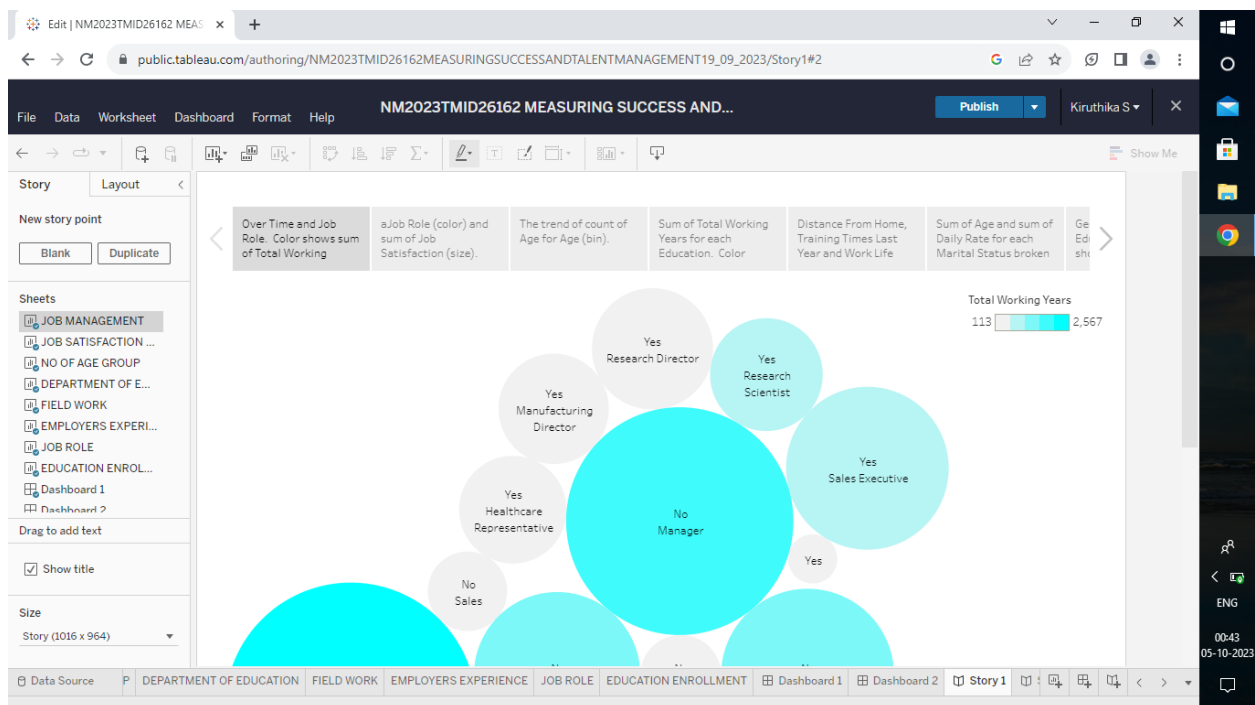 Edit | NM2023TMID26162 MEAS
public.tableau.com/authoring/NM2023TMID26162MEASURINGSUCCESSANDTALENTMANAGEMENT19_09_2023/Story1#2
NM2023TMID26162 MEASURING SUCCESS AND...
Publish
Kiruthika S
File Data Worksheet Dashboard Format Help
Show Me
Story Layout
New story point
Blank Duplicate
Sheets
JOB MANAGEMENT
JOB SATISFACTION ...
NO OF AGE GROUP
DEPARTMENT OF E...
FIELD WORK
EMPLOYERS EXPERI...
JOB ROLE
EDUCATION ENROL...
Dashboard 1
Dashboard 2
Drag to add text
Show title
Size
Story (1016 x 964)
Over Time and Job
Role. Color shows sum
of Total Working
aJob Role (color) and
sum of Job
Satisfaction (size).
The trend of count of
Age for Age (bin).
Sum of Total Working
Years for each
Education. Color
Distance From Home,
Training Times Last
Year and Work Life
Sum of Age and sum of
Daily Rate for each
Marital Status broken
Ge
Edu
sho
Total Working Years
113 2,567
Yes
Research Director
Yes
Research
Scientist
Yes
Manufacturing
Director
Yes
Sales Executive
Yes
Healthcare
Representative
No
Manager
Yes
No
Sales
Data Source P DEPARTMENT OF EDUCATION FIELD WORK EMPLOYERS EXPERIENCE JOB ROLE EDUCATION ENROLLMENT Dashboard 1 Dashboard 2 Story 1
ENG
00:43
05-10-2023